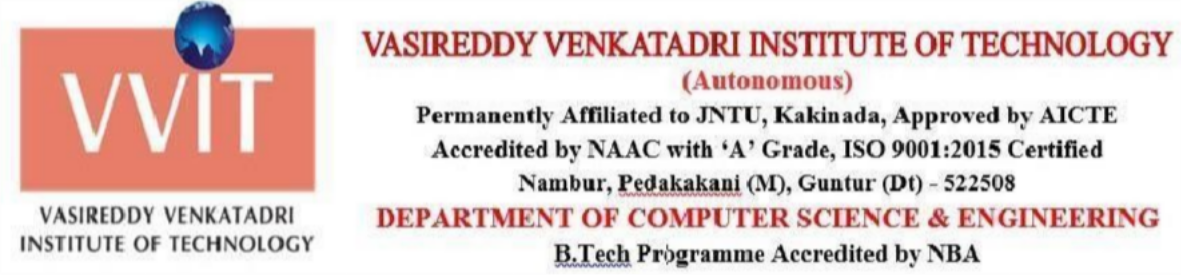 VVIT
VASIREDDY VENKATADRI
INSTITUTE OF TECHNOLOGY
VASIREDDY VENKATADRI INSTITUTE OF TECHNOLOGY
(Autonomous)
Permanently Affiliated to JNTU, Kakinada, Approved by AICTE
Accredited by NAAC with ‘A’ Grade, ISO 9001:2015 Certified
Nambur, Pedakakani (M), Guntur (Dt) - 522508
DEPARTMENT OF COMPUTER SCIENCE & ENGINEERING
B.Tech Programme Accredited by NBA